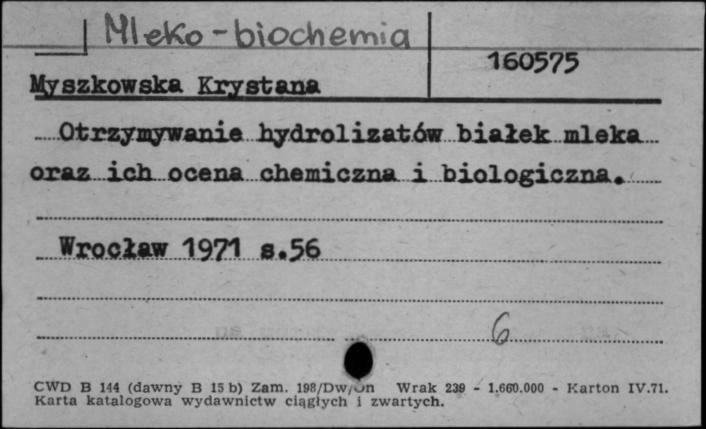 Mleko - biochemia
160575
Myszkowska Krystana
Otrzymywanie hydrolizatów białek mleka
oraz ich ocena chemiczna i biologiczna.
Wrocław 1971 s.56
6
CWD B 144 (dawny B 15 b) Zam. 198/Dw/On Wrak 239 - 1.660.000 - Karton IV.71.
Karta katalogowa wydawnictw ciągłych i zwartych.